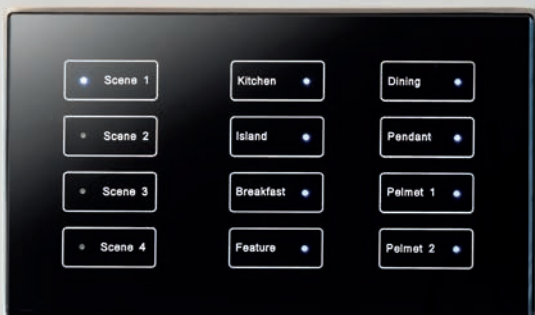 Scene 1
Kitchen
Dining
Scene 2
Island
Pendant
Scene 3
Breakfast
Pelmet 1
Scene 4
Feature
Pelmet 2